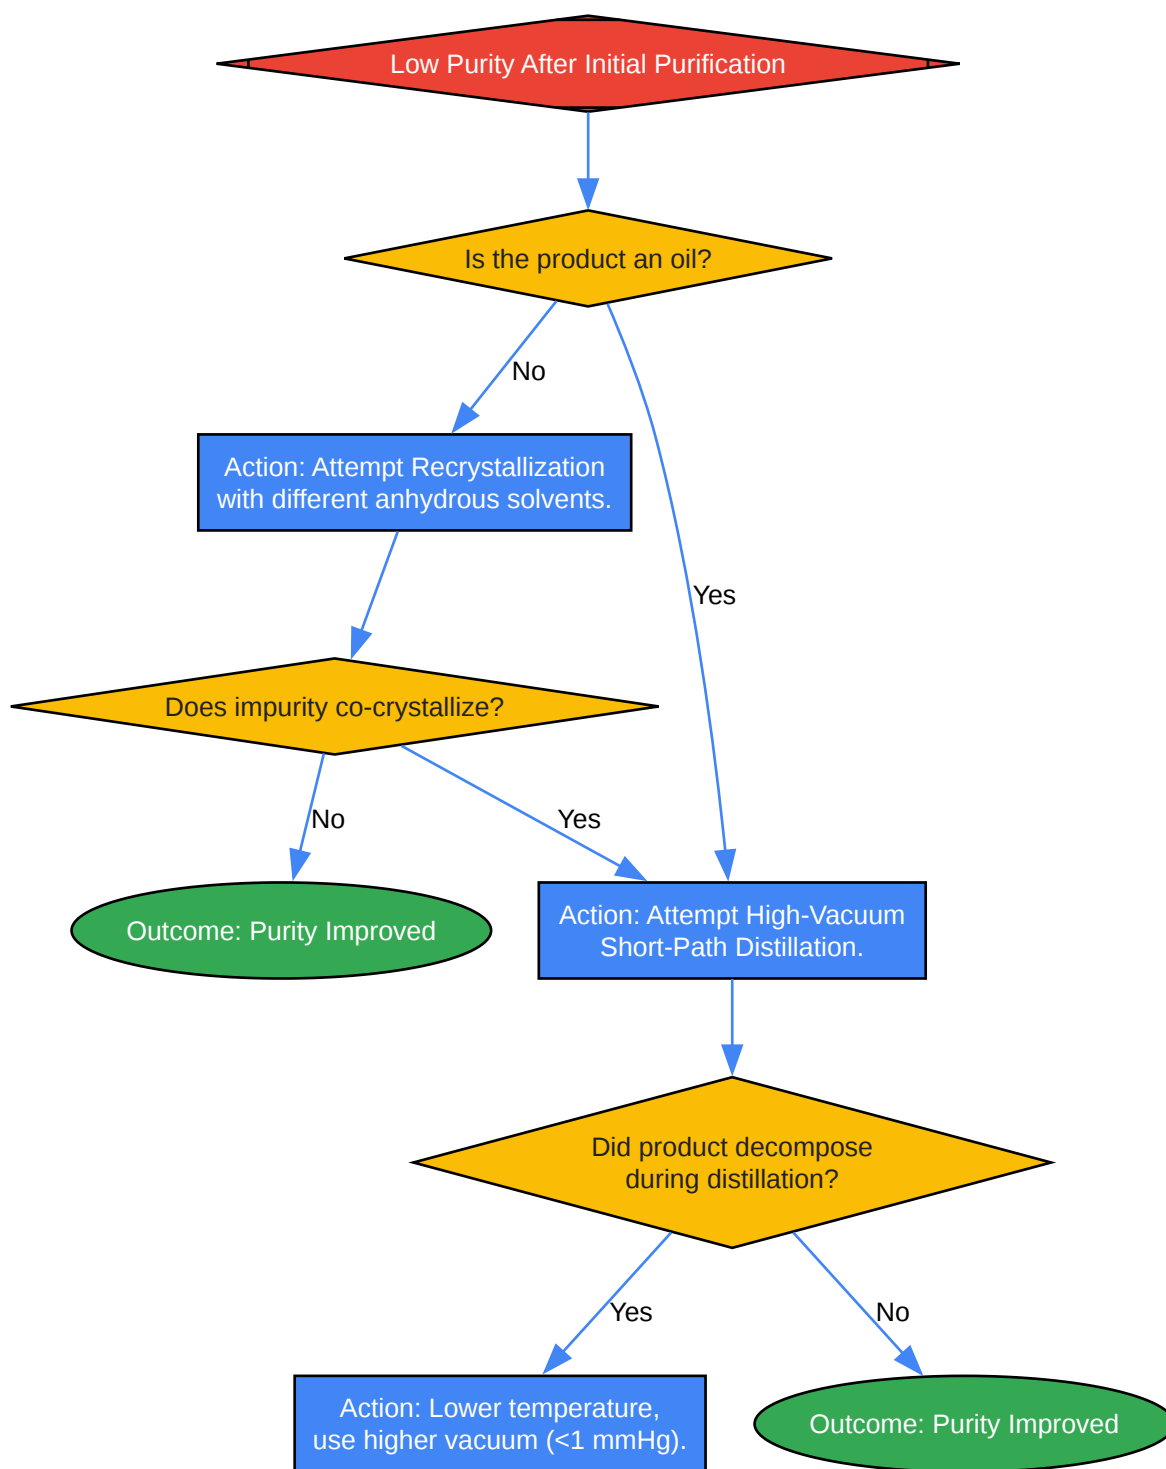 Low Purity After Initial Purification
Is the product an oil?
No
Action: Attempt Recrystallization
with different anhydrous solvents.
Yes
Does impurity co-crystallize?
No
Yes
Outcome: Purity Improved
Action: Attempt High-Vacuum
Short-Path Distillation.
Did product decompose
during distillation?
Yes
No
Action: Lower temperature,
use higher vacuum (<1 mmHg).
Outcome: Purity Improved